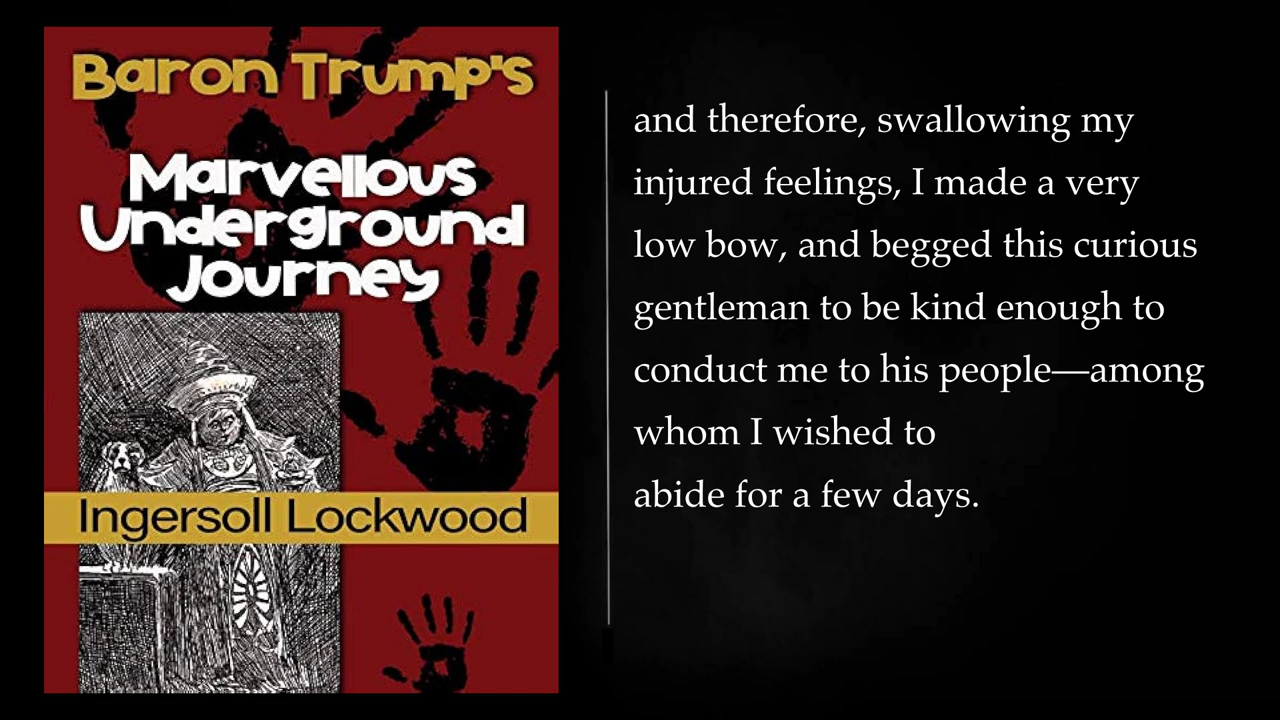 Baron Trump's
Marvellous
Underground
Journey
Ingersoll Lockwood
and therefore, swallowing my
injured feelings, I made a very
low bow, and begged this curious
gentleman to be kind enough to
conduct me to his people—among
whom I wished to
abide for a few days.